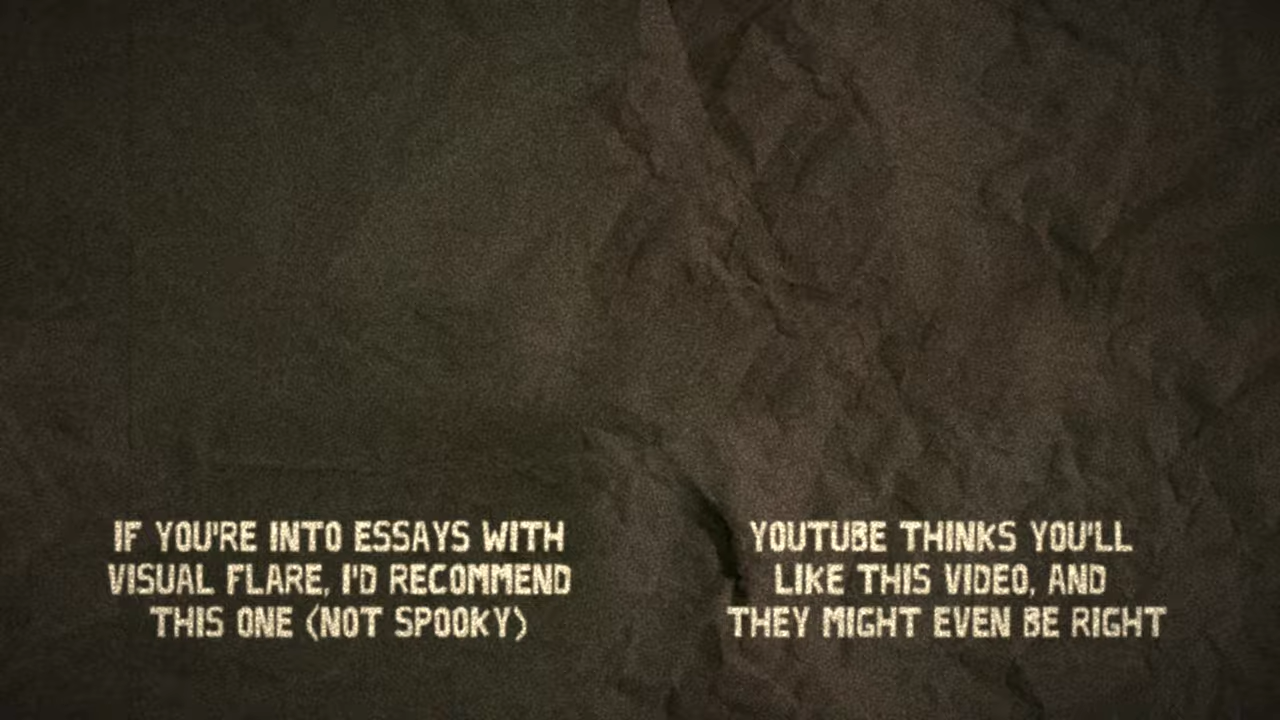 IF YOU'RE INTO ESSAYS WITH
VISUAL FLARE, I'D RECOMMEND
THIS ONE (NOT SPOOKY)
YOUTUBE THINKS YOU'LL
LIKE THIS VIDEO, AND
THEY MIGHT EVEN BE RIGHT